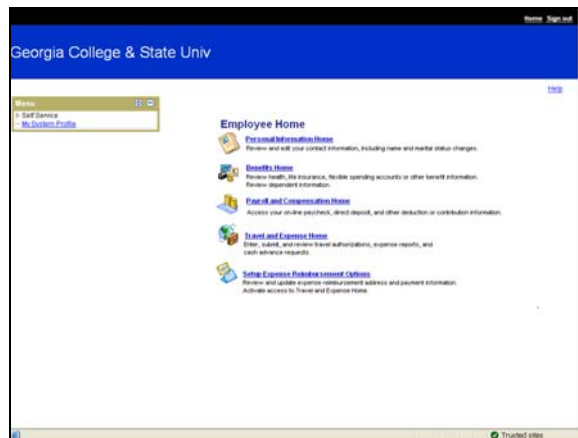 Home Sign out
Georgia College & State Univ
Help
Menu
Self Service
My System Profile
Employee Home
Personal Information Home
Review and edit your contact information, including name and marital status changes.
Benefits Home
Review health, life insurance, flexible spending accounts or other benefit information.
Review dependent information.
Payroll and Compensation Home
Access your on-line paycheck, direct deposit, and other deduction or contribution information.
Travel and Expense Home
Enter, submit, and review travel authorizations, expense reports, and
cash advance requests.
Setup Expense Reimbursement Options
Review and update expense reimbursement address and payment information.
Activate access to Travel and Expense Home.
Trusted sites